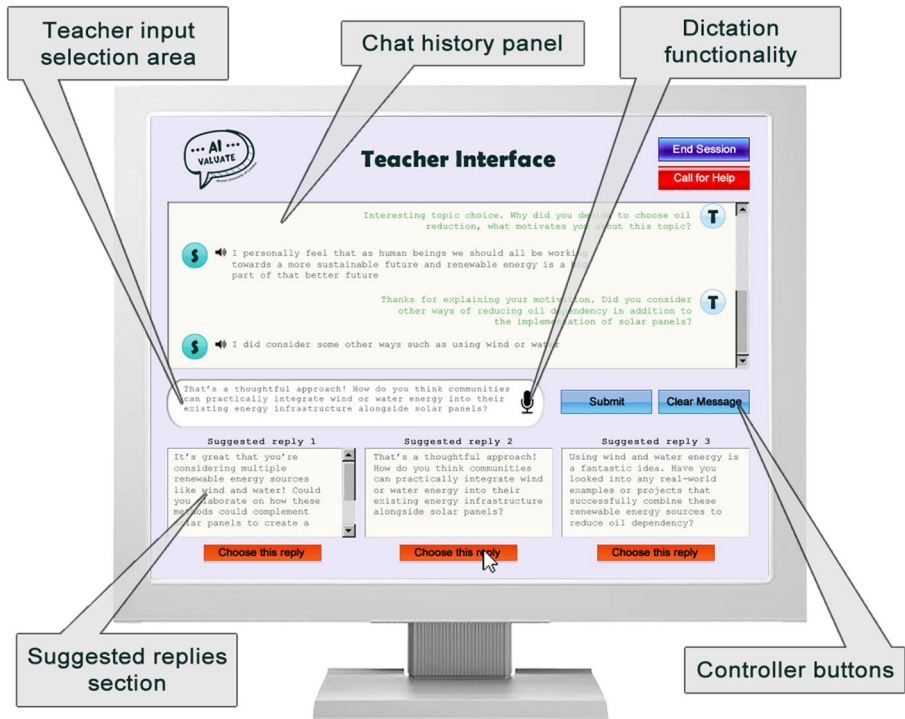 Teacher input
selection area
Chat history panel
Dictation
functionality
... AI ...
VALUATE
Teacher Interface
End Session
Call for Help
Interesting topic choice. Why did you decide to choose oil
reduction, what motivates you about this topic?
T
S
I personally feel that as human beings we should all be working
towards a more sustainable future and renewable energy is a big
part of that better future
Thanks for explaining your motivation. Did you consider
other ways of reducing oil dependency in addition to
the implementation of solar panels?
T
S
I did consider some other ways such as using wind or water
That's a thoughtful approach! How do you think communities
can practically integrate wind or water energy into their
existing energy infrastructure alongside solar panels?
Submit
Clear Message
Suggested reply 1
It's great that you're
considering multiple
renewable energy sources
like wind and water! Could
you elaborate on how these
methods could complement
solar panels to create a
Choose this reply
Suggested reply 2
That's a thoughtful approach!
How do you think communities
can practically integrate wind
or water energy into their
existing energy infrastructure
alongside solar panels?
Choose this reply
Suggested reply 3
Using wind and water energy is
a fantastic idea. Have you
looked into any real-world
examples or projects that
successfully combine these
renewable energy sources to
reduce oil dependency?
Choose this reply
Suggested replies
section
Controller buttons